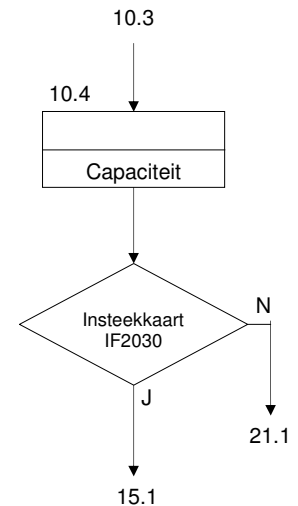 10.3
10.4
Capaciteit
Insteekkaart
IF2030
N
J
21.1
15.1